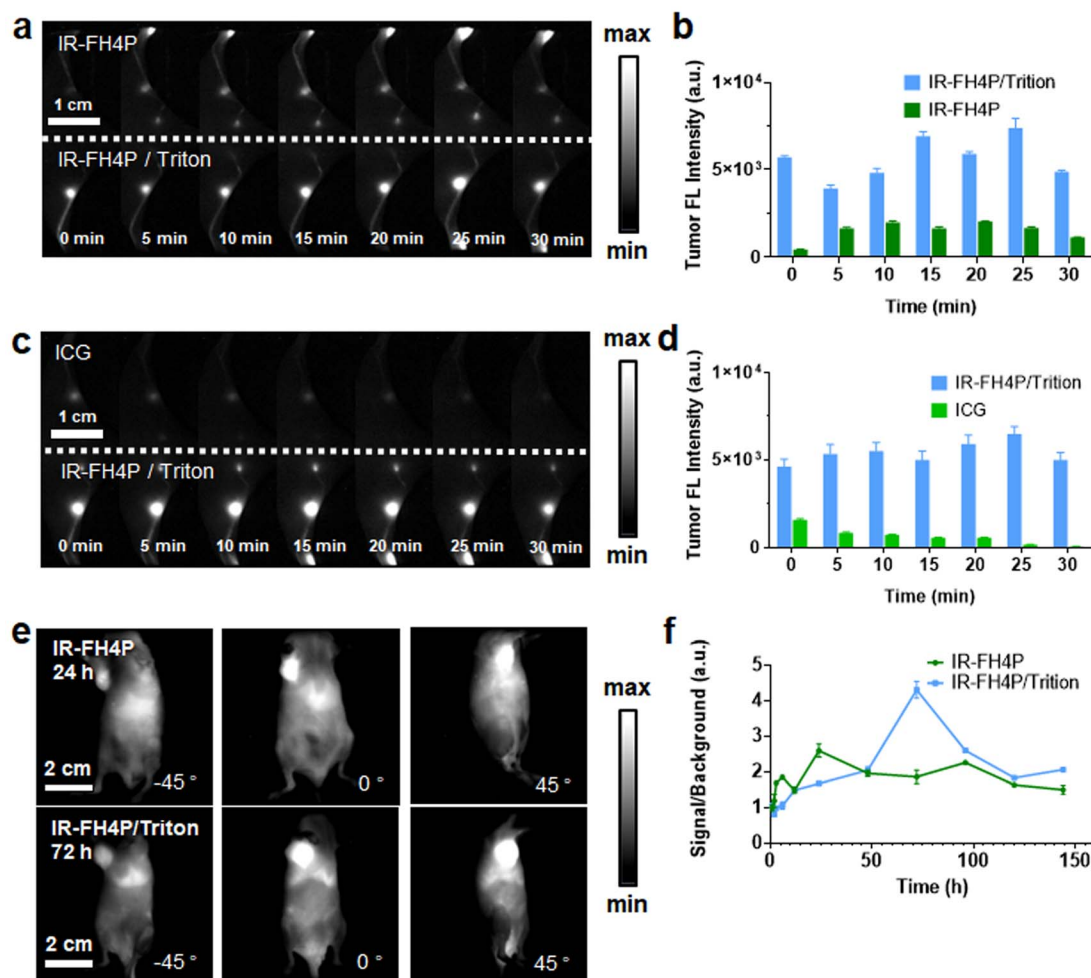 a
IR-FH4P
1 cm
IR-FH4P / Triton
0 min 5 min 10 min 15 min 20 min 25 min 30 min
max
min
b
IR-FH4P/Trition
IR-FH4P
Tumor FL Intensity (a.u.)
1×10⁴
5×10³
0
0 5 10 15 20 25 30
Time (min)
c
ICG
1 cm
IR-FH4P / Triton
0 min 5 min 10 min 15 min 20 min 25 min 30 min
max
min
d
IR-FH4P/Trition
ICG
Tumor FL Intensity (a.u.)
1×10⁴
5×10³
0
0 5 10 15 20 25 30
Time (min)
e
IR-FH4P
24 h
2 cm
-45°
0°
45°
IR-FH4P/Triton
72 h
2 cm
-45°
0°
45°
max
min
f
IR-FH4P
IR-FH4P/Trition
Signal/Background (a.u.)
5
4
3
2
1
0
0 50 100 150
Time (h)